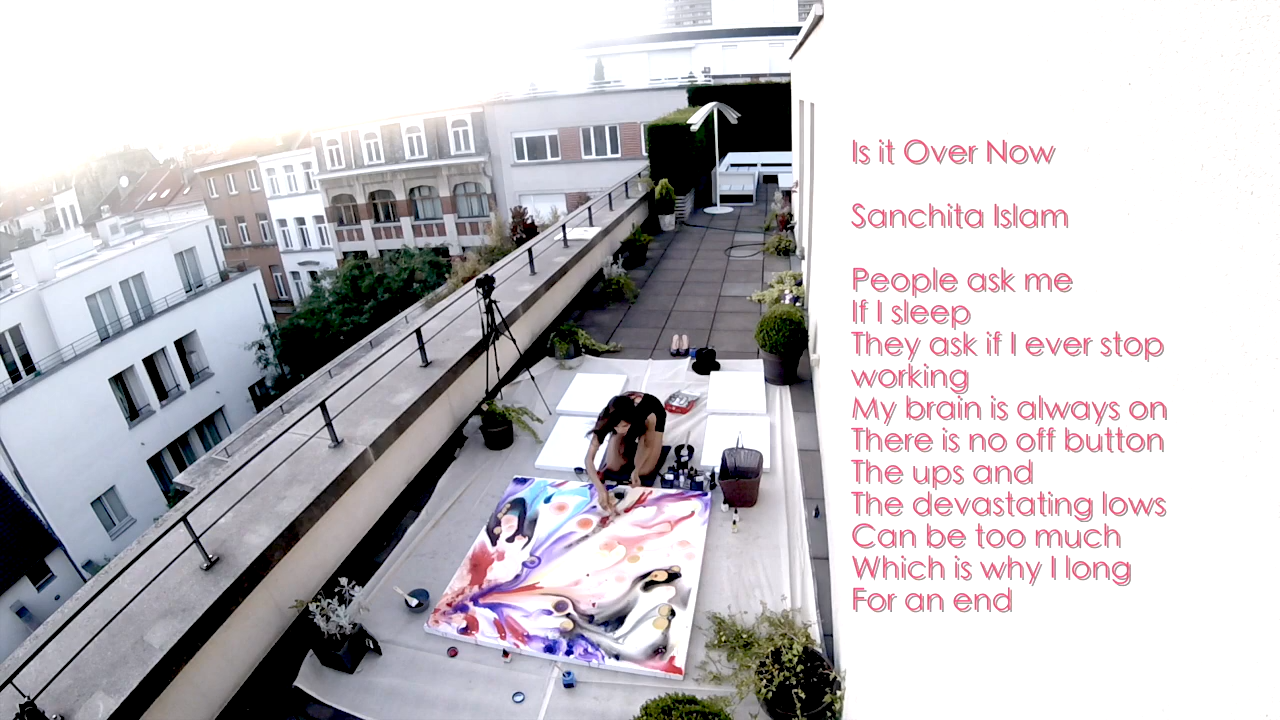 Is it Over Now
Sanchita Islam
People ask me
If I sleep
They ask if I ever stop
working
My brain is always on
There is no off button
The ups and
The devastating lows
Can be too much
Which is why I long
For an end